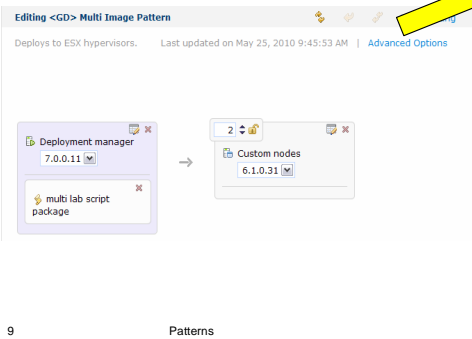 Editing <GD> Multi Image Pattern
Deploys to ESX hypervisors. Last updated on May 25, 2010 9:45:53 AM | Advanced Options
2
Deployment manager
7.0.0.11
Custom nodes
6.1.0.31
multi lab script
package
9 Patterns